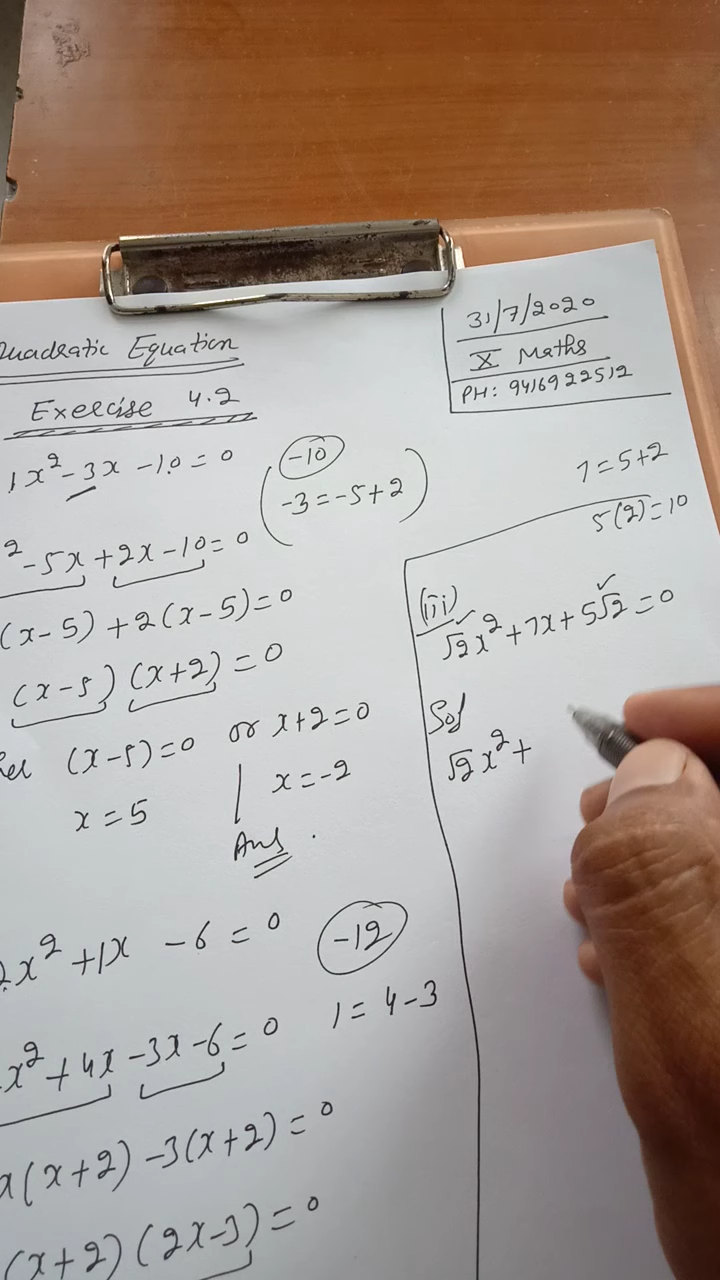 Quadratic Equation
Exercise 4.2
31/7/2020
X Maths
PH: 9416922512
1x² - 3x - 10 = 0
-10
-3 = -5 + 2
² - 5x + 2x - 10 = 0
(x - 5) + 2(x - 5) = 0
(x - 5) (x + 2) = 0
(x - 5) = 0 or x + 2 = 0
x = 5 | x = -2
Ans.
2x² + 1x - 6 = 0
-12
x² + 4x - 3x - 6 = 0
1 = 4 - 3
x(x + 2) - 3(x + 2) = 0
(x + 2) (2x - 3) = 0
7 = 5 + 2
5(2) = 10
(iii)
√2x² + 7x + 5√2 = 0
Sol
√2x² +